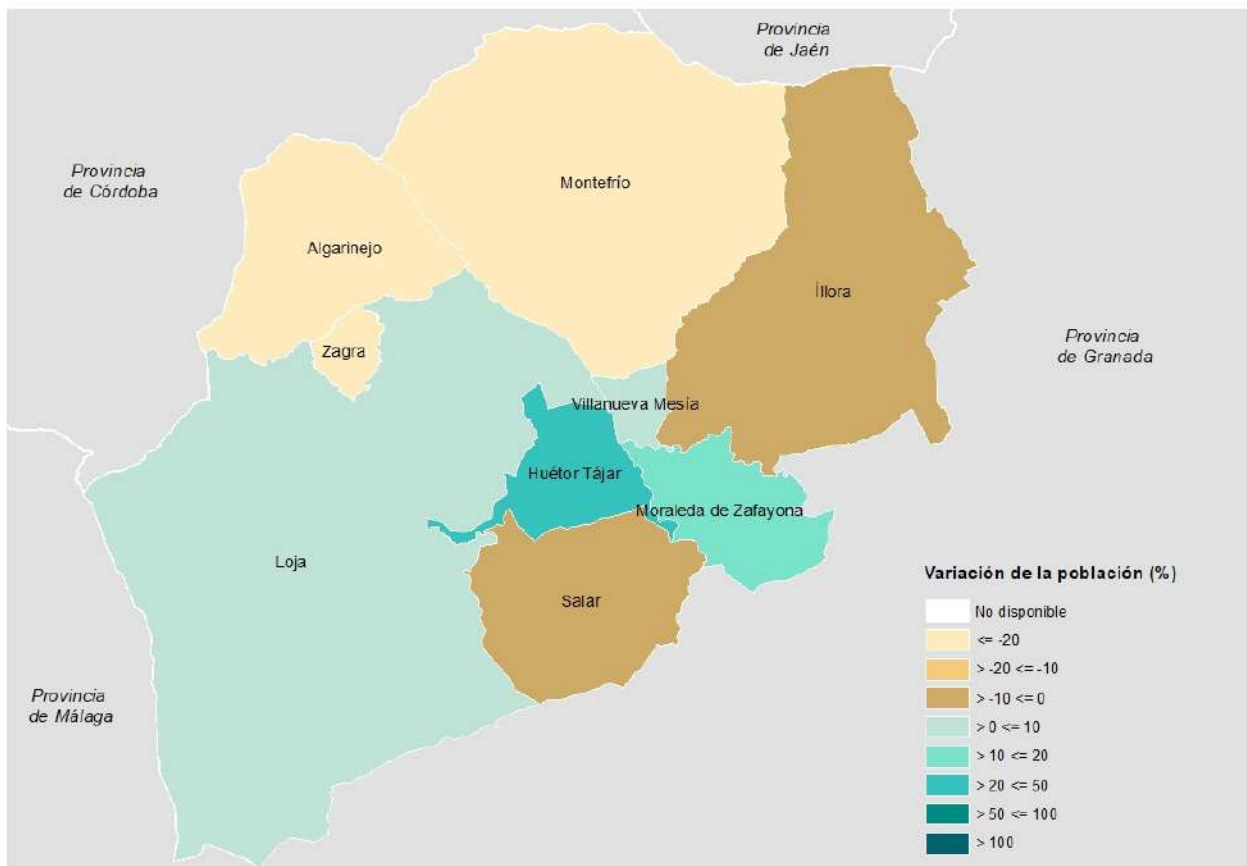 Provincia
de Jaén
Provincia
de Córdoba
Montefrío
Algarinejo
Íllora
Zagra
Provincia
de Granada
Villanueva Mesía
Huétor Tájar
Moraleda de Zafayona
Loja
Salar
Provincia
de Málaga
Variación de la población (%)
No disponible
<= -20
> -20 <= -10
> -10 <= 0
> 0 <= 10
> 10 <= 20
> 20 <= 50
> 50 <= 100
> 100